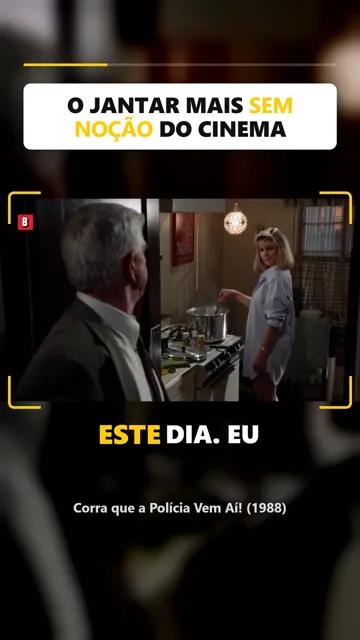 O JANTAR MAIS SEM
NOÇÃO DO CINEMA
B
ESTE DIA. EU
Corra que a Polícia Vem Aí! (1988)